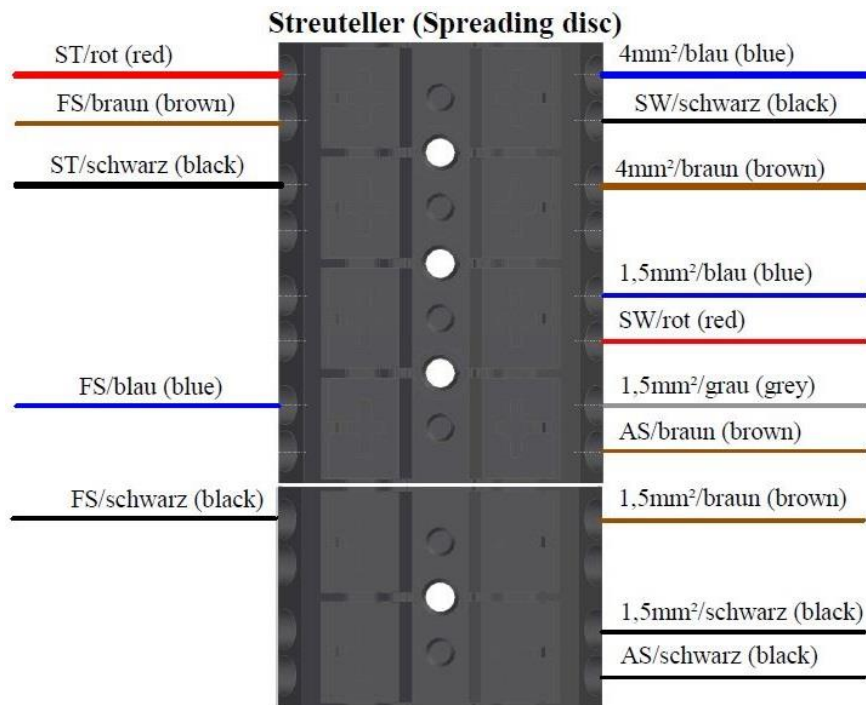 Streuteller (Spreading disc)
ST/rot (red)
4mm²/blau (blue)
FS/braun (brown)
SW/schwarz (black)
ST/schwarz (black)
4mm²/braun (brown)
1,5mm²/blau (blue)
SW/rot (red)
FS/blau (blue)
1,5mm²/grau (grey)
AS/braun (brown)
FS/schwarz (black)
1,5mm²/braun (brown)
1,5mm²/schwarz (black)
AS/schwarz (black)